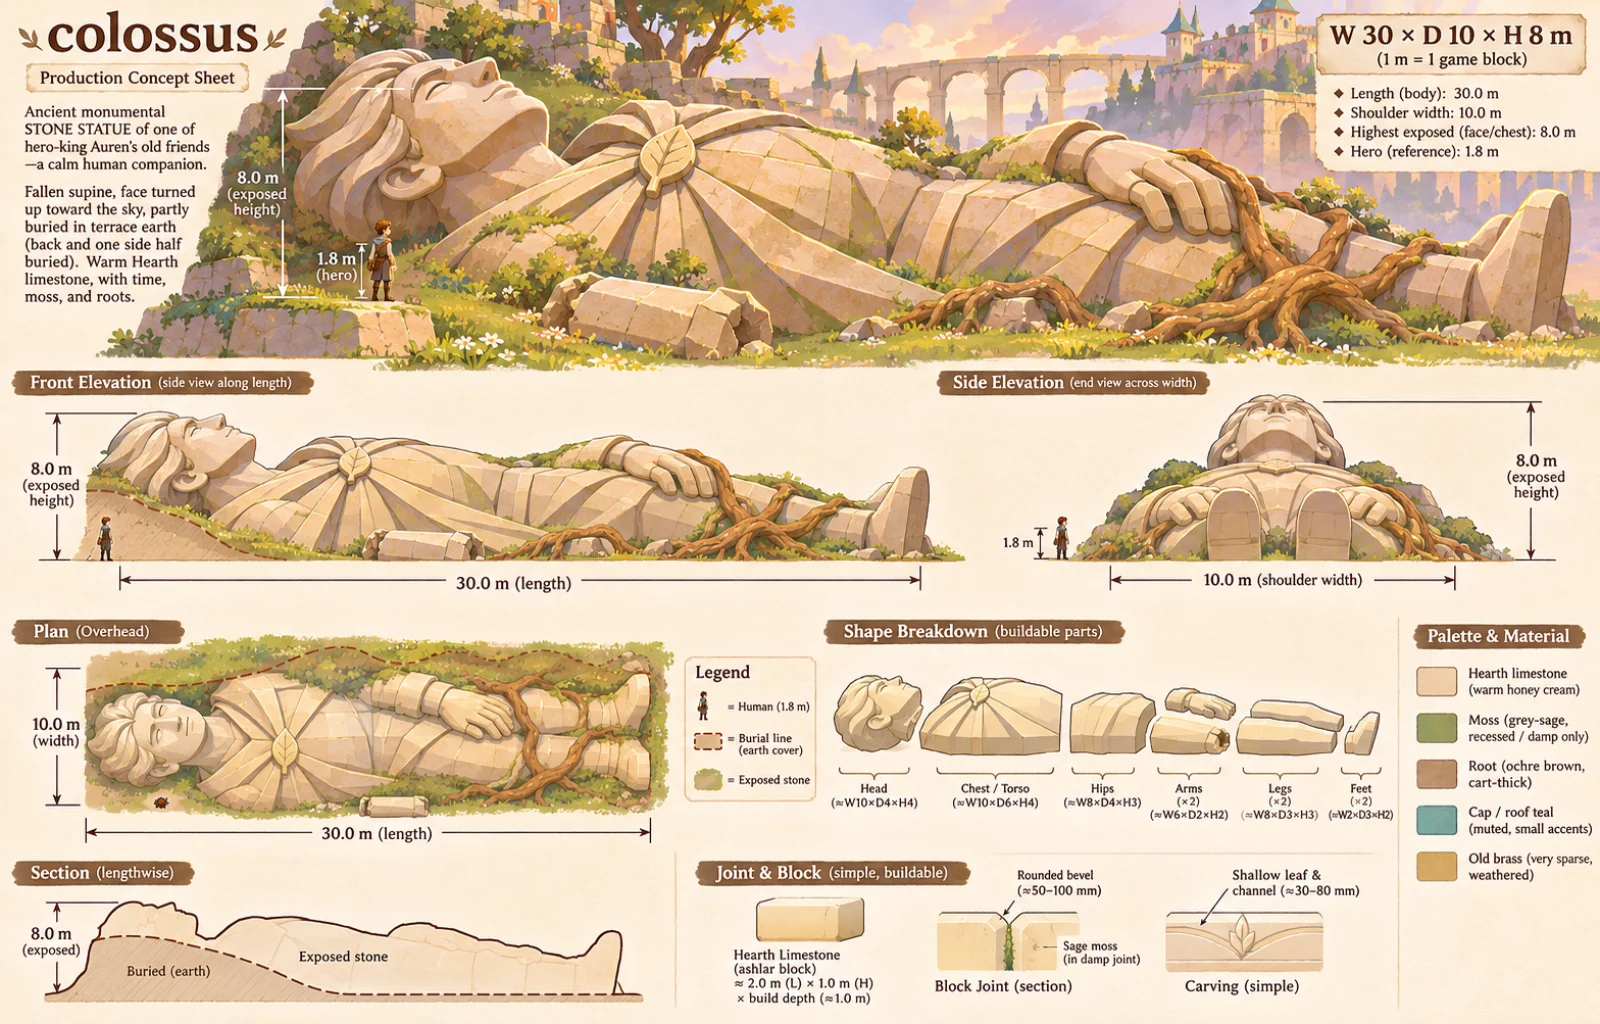 colossus
Production Concept Sheet
Ancient monumental
STONE STATUE of one of
hero-king Auren's old friends
—a calm human companion.
Fallen supine, face turned
up toward the sky, partly
buried in terrace earth
(back and one side half
buried). Warm Hearth
limestone, with time,
moss, and roots.
8.0 m
(exposed
height)
1.8 m
(hero)
W 30 × D 10 × H 8 m
(1 m = 1 game block)
Length (body): 30.0 m
Shoulder width: 10.0 m
Highest exposed (face/chest): 8.0 m
Hero (reference): 1.8 m
Front Elevation (side view along length)
8.0 m
(exposed
height)
30.0 m (length)
Side Elevation (end view across width)
1.8 m
8.0 m
(exposed
height)
10.0 m (shoulder width)
Plan (Overhead)
10.0 m
(width)
30.0 m (length)
Legend
= Human (1.8 m)
= Burial line
(earth cover)
= Exposed stone
Shape Breakdown (buildable parts)
Head
(≈W10×D4×H4)
Chest / Torso
(≈W10×D6×H4)
Hips
(≈W8×D4×H3)
Arms
(×2)
(≈W6×D2×H2)
Legs
(×2)
(≈W8×D3×H3)
Feet
(×2)
(≈W2×D3×H2)
Palette & Material
Hearth limestone
(warm honey cream)
Moss (grey-sage,
recessed / damp only)
Root (ochre brown,
cart-thick)
Cap / roof teal
(muted, small accents)
Old brass (very sparse,
weathered)
Section (lengthwise)
8.0 m
(exposed)
Buried (earth)
Exposed stone
Joint & Block (simple, buildable)
Hearth Limestone
(ashlar block)
≈ 2.0 m (L) × 1.0 m (H)
× build depth (≈1.0 m)
Rounded bevel
(≈50–100 mm)
Sage moss
(in damp joint)
Block Joint (section)
Shallow leaf &
channel (≈30–80 mm)
Carving (simple)